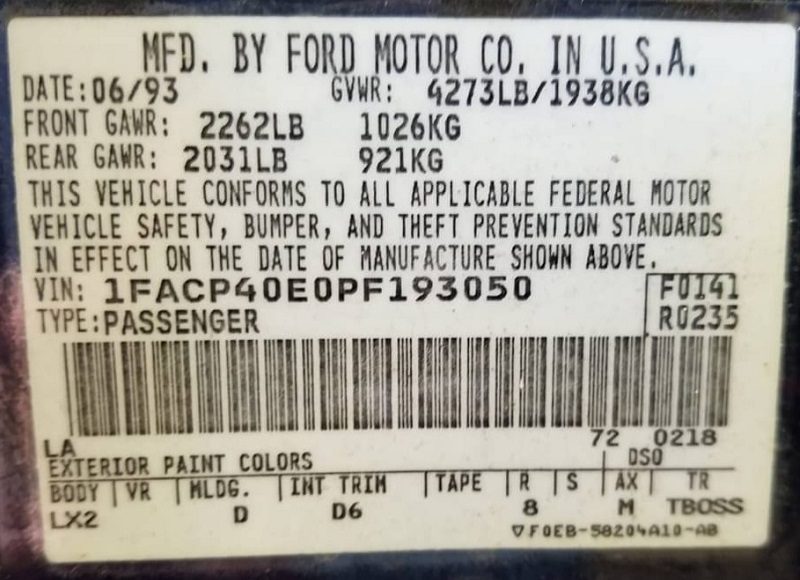 MFD. BY FORD MOTOR CO. IN U.S.A.
DATE:06/93 GVWR: 4273LB/1938KG
FRONT GAWR: 2262LB 1026KG
REAR GAWR: 2031LB 921KG
THIS VEHICLE CONFORMS TO ALL APPLICABLE FEDERAL MOTOR
VEHICLE SAFETY, BUMPER, AND THEFT PREVENTION STANDARDS
IN EFFECT ON THE DATE OF MANUFACTURE SHOWN ABOVE.
VIN: 1FACP40E0PF193050 F0141
TYPE:PASSENGER R0235
LA 72 0218
EXTERIOR PAINT COLORS DSO
BODY VR MLDG. INT TRIM TAPE R S AX TR
LX2 D D6 8 M TBOSS
▽F0EB-58204A10-AB